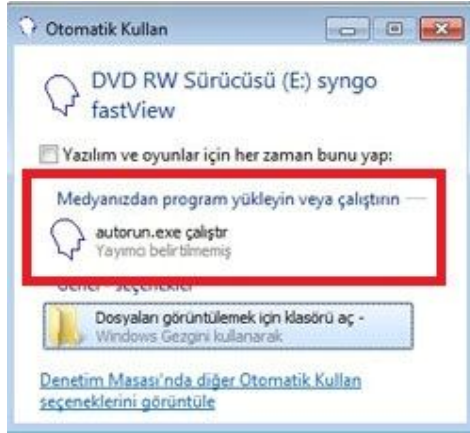 Otomatik Kullan
DVD RW Sürücüsü (E:) syngo
fastView
Yazılım ve oyunlar için her zaman bunu yap:
Medyanızdan program yükleyin veya çalıştırın
autorun.exe çalıştır
Yayımcı belirtilmemiş
Genel seçenekleri
Dosyaları görüntülemek için klasörü aç -
Windows Gezgini kullanarak
Denetim Masası'nda diğer Otomatik Kullan
seçeneklerini görüntüle